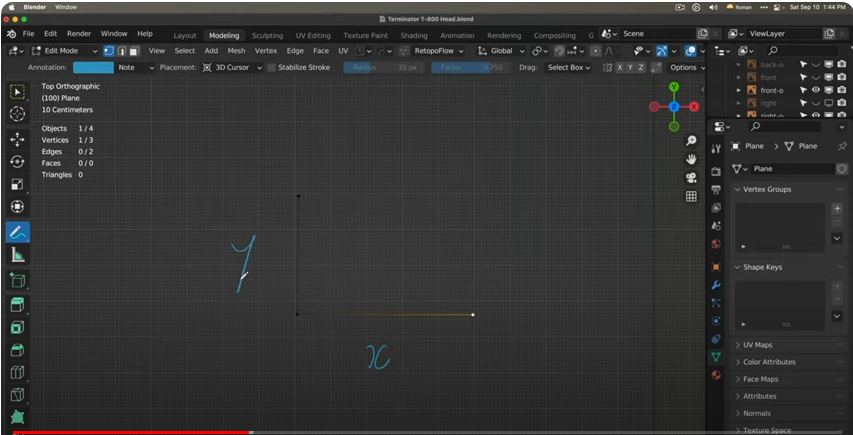 Blender Window
Roman Sat Sep 10 1:44 PM
Terminator T-800 Head.blend
File Edit Render Window Help Layout Modeling Sculpting UV Editing Texture Paint Shading Animation Rendering Compositing G Scene ViewLayer
Edit Mode View Select Add Mesh Vertex Edge Face UV RetopoFlow Global
Annotation: Note Placement: 3D Cursor Stabilize Stroke Radius 35 px Factor 0.750 Drag: Select Box X Y Z Options
Top Orthographic
(100) Plane
10 Centimeters
Objects 1/4
Vertices 1/3
Edges 0/2
Faces 0/0
Triangles 0
Y
X
Z
y
x
back-o
front
front-o
right
right-o
Plane Plane
Plane
Vertex Groups
Shape Keys
UV Maps
Color Attributes
Face Maps
Attributes
Normals
Texture Space